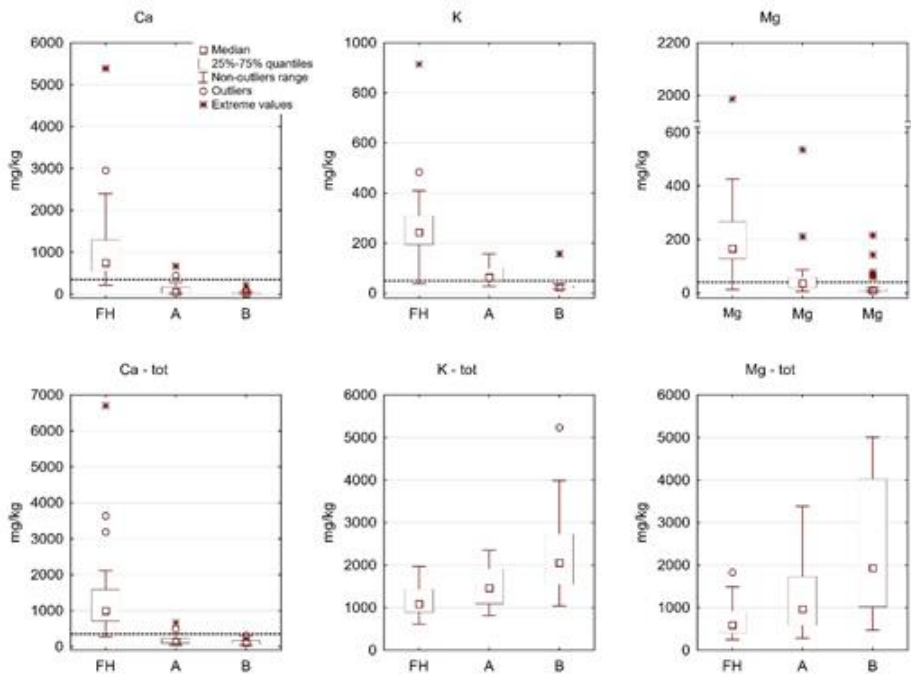 Ca
K
Mg
6000
5000
4000
3000
2000
1000
0
mg/kg
FH
A
B
Median
25%-75% quantiles
Non-outliers range
Outliers
Extreme values
1000
800
600
400
200
0
mg/kg
FH
A
B
2200
2000
600
400
200
0
mg/kg
Mg
Mg
Mg
Ca - tot
K - tot
Mg - tot
7000
6000
5000
4000
3000
2000
1000
0
mg/kg
FH
A
B
6000
5000
4000
3000
2000
1000
0
mg/kg
FH
A
B
6000
5000
4000
3000
2000
1000
0
mg/kg
FH
A
B